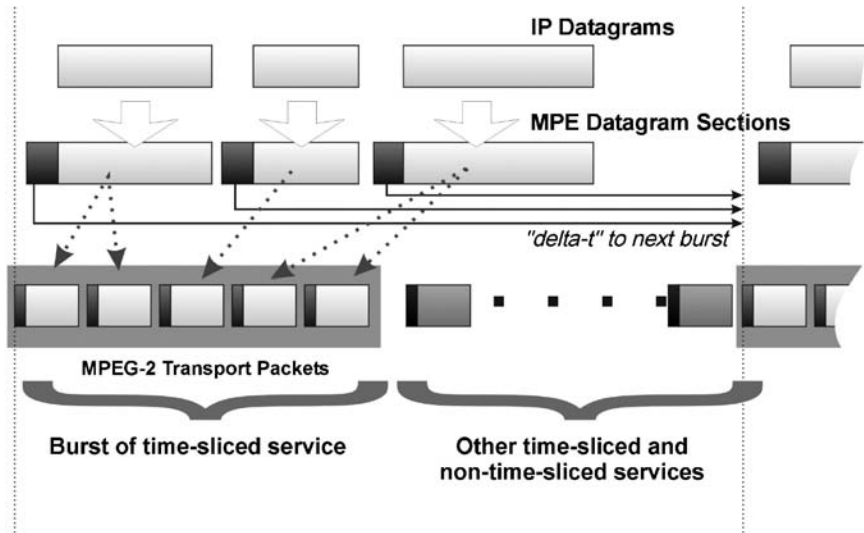 IP Datagrams
MPE Datagram Sections
"delta-t" to next burst
MPEG-2 Transport Packets
Burst of time-sliced service
Other time-sliced and
non-time-sliced services